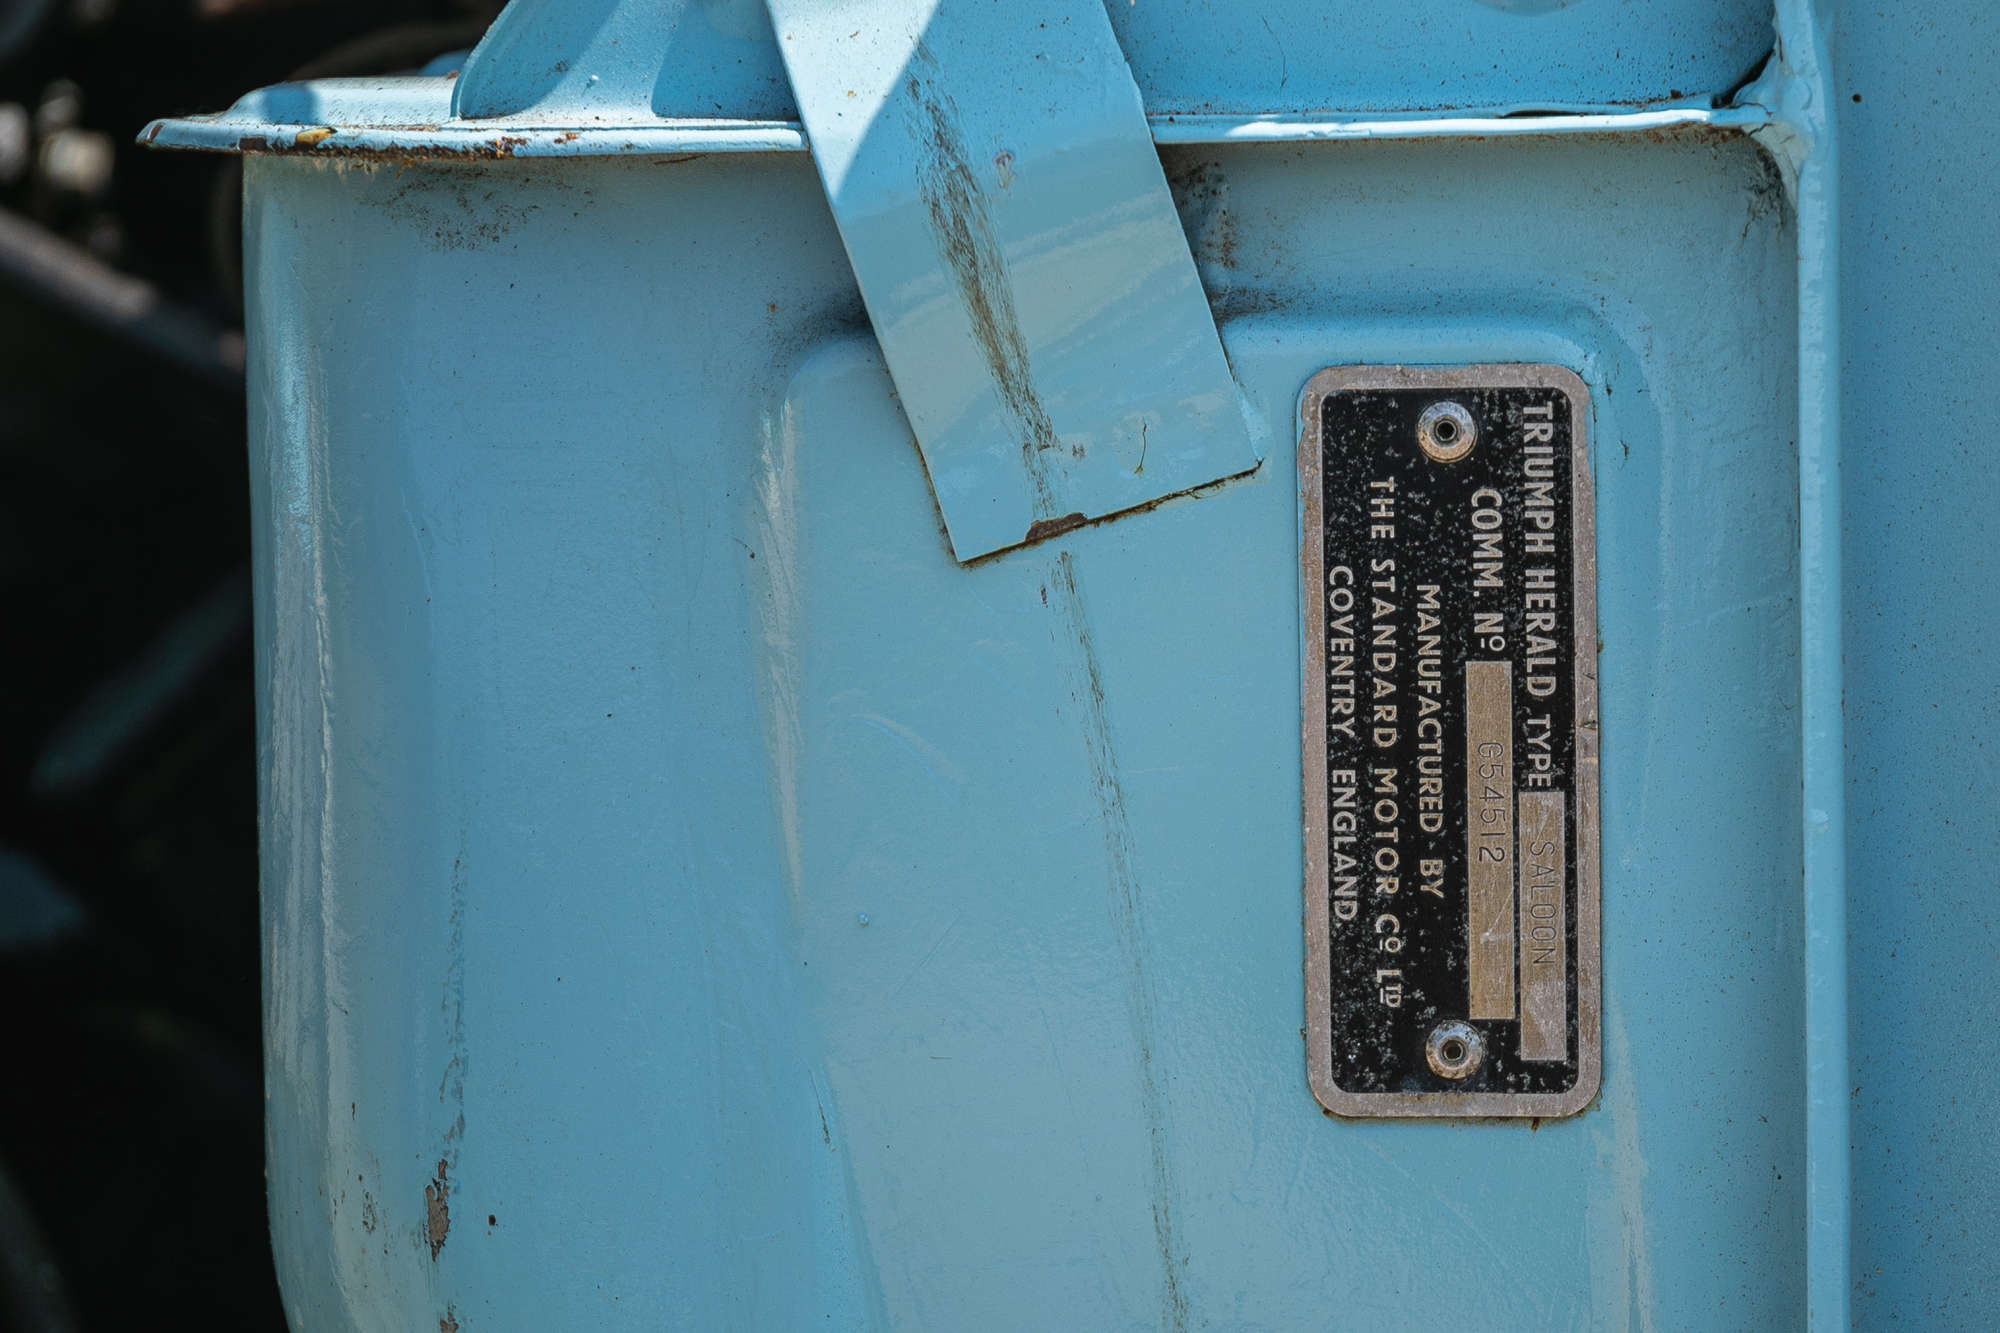 TRIUMPH HERALD TYPE SALOON
COMM. Nº G54512
MANUFACTURED BY
THE STANDARD MOTOR Cº LTD
COVENTRY ENGLAND